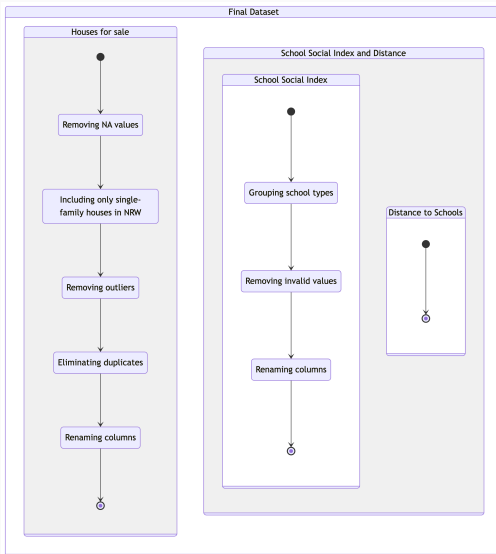 Final Dataset
Houses for sale
Removing NA values
Including only single-
family houses in NRW
Removing outliers
Eliminating duplicates
Renaming columns
School Social Index and Distance
School Social Index
Grouping school types
Removing invalid values
Renaming columns
Distance to Schools